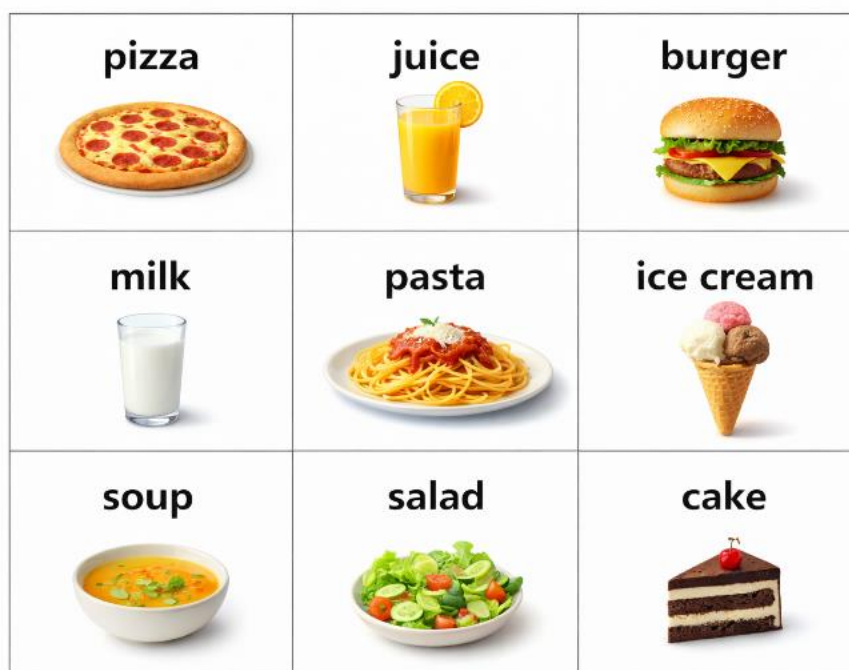 pizza
juice
burger
milk
pasta
ice cream
soup
salad
cake